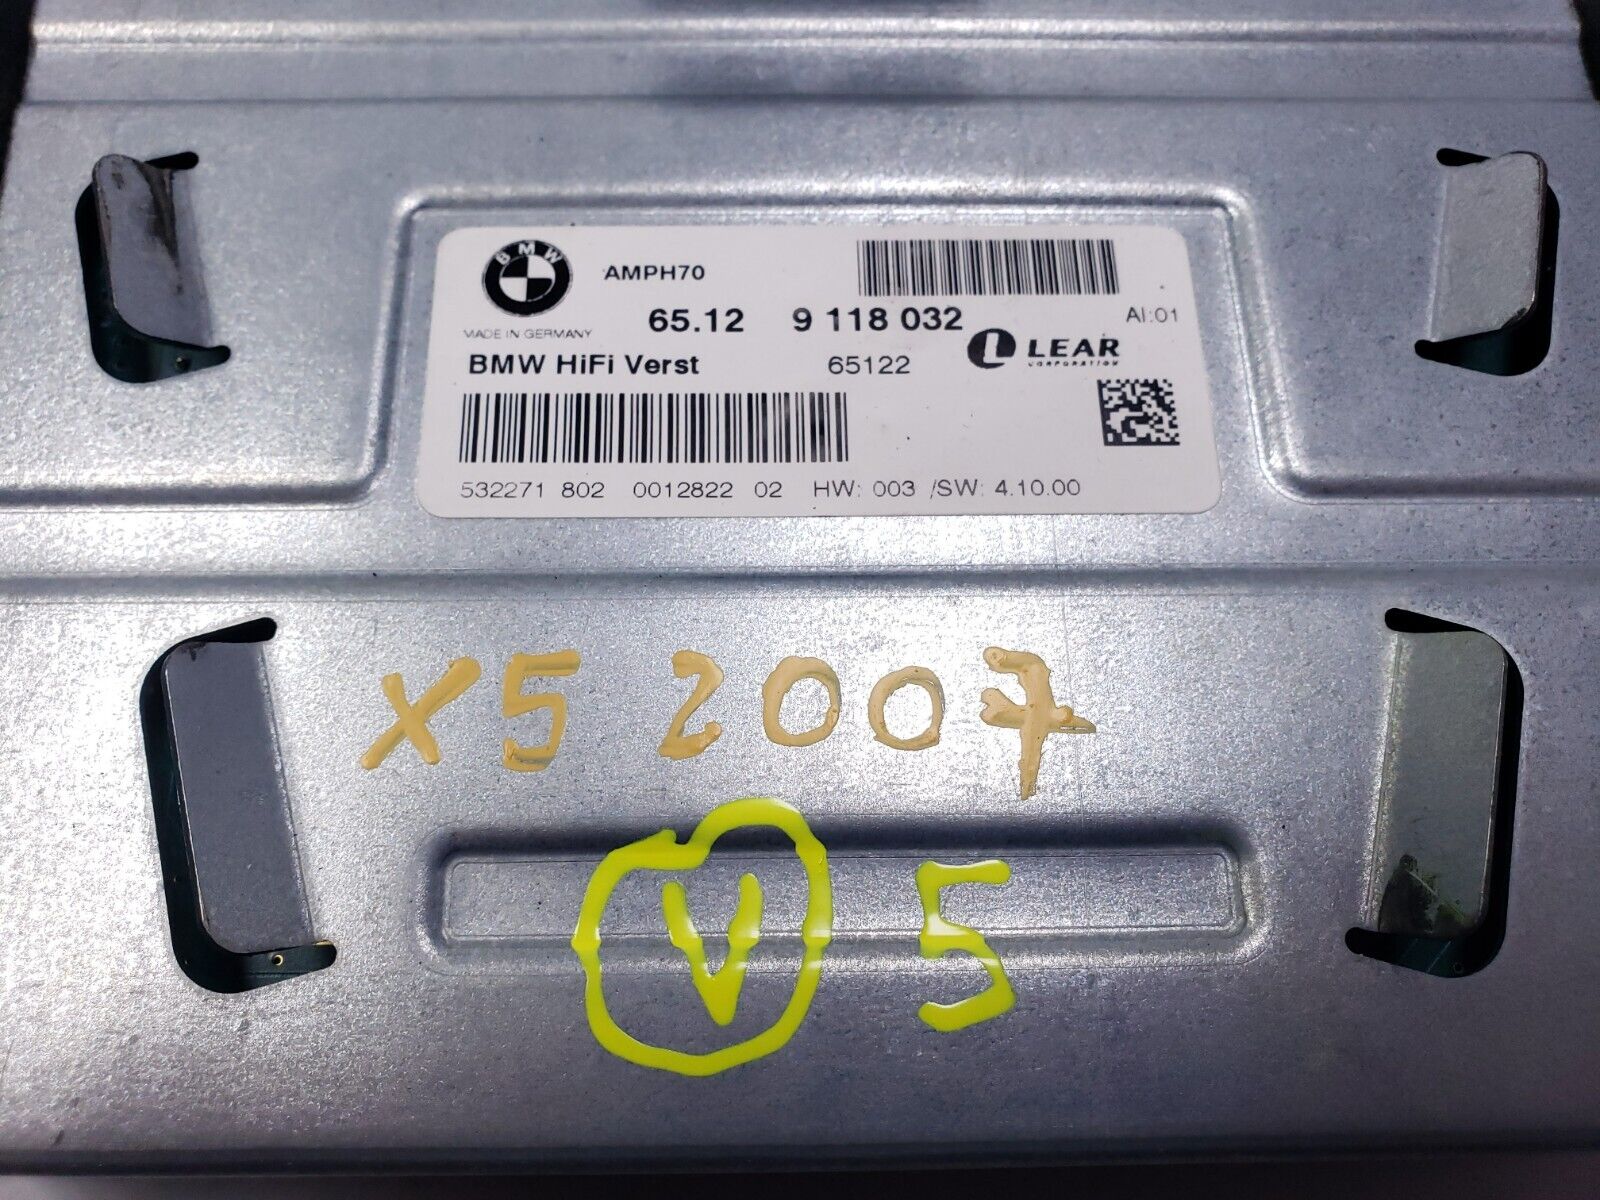 BMW
AMPH70
65.12 9 118 032 AI:01
MADE IN GERMANY
LEAR
CORPORATION
BMW HiFi Verst 65122
532271 802 0012822 02 HW: 003 /SW: 4.10.00
X5 2007
V 5